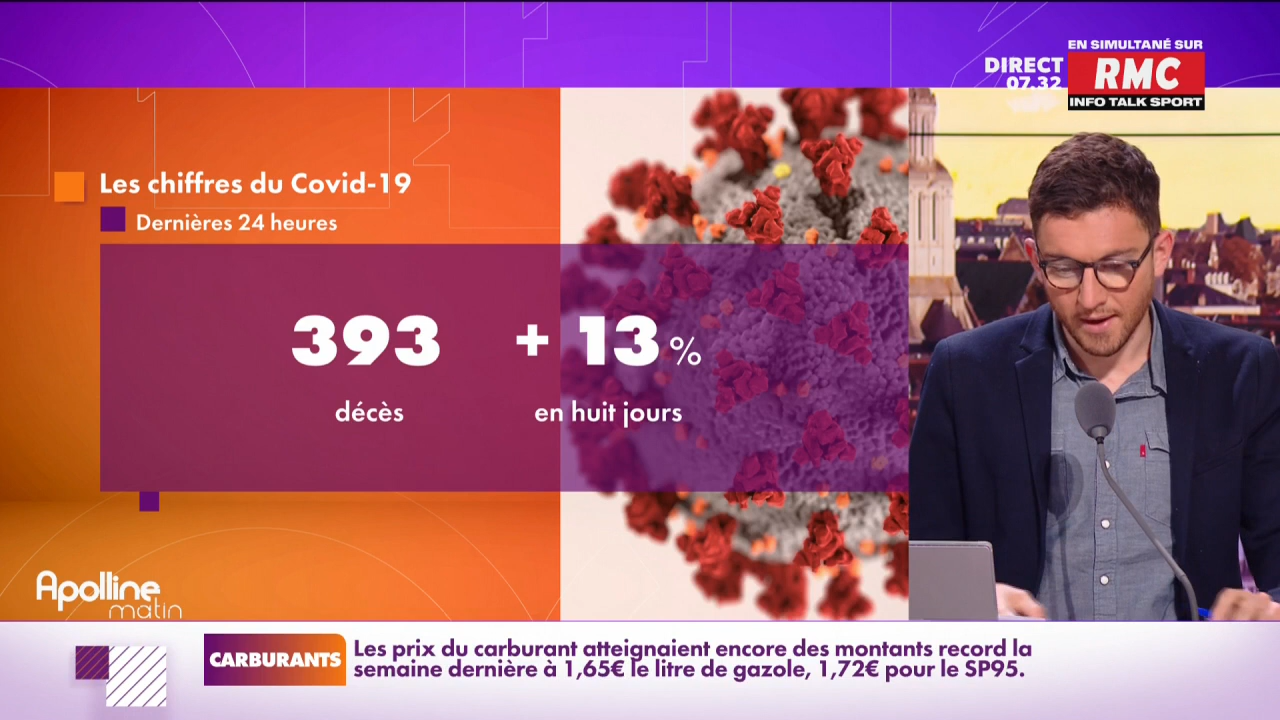 EN SIMULTANÉ SUR
DIRECT
07.32
RMC
INFO TALK SPORT
Les chiffres du Covid-19
Dernières 24 heures
393
+ 13 %
décès
en huit jours
Apolline
matin
CARBURANTS
Les prix du carburant atteignaient encore des montants record la
semaine dernière à 1,65€ le litre de gazole, 1,72€ pour le SP95.